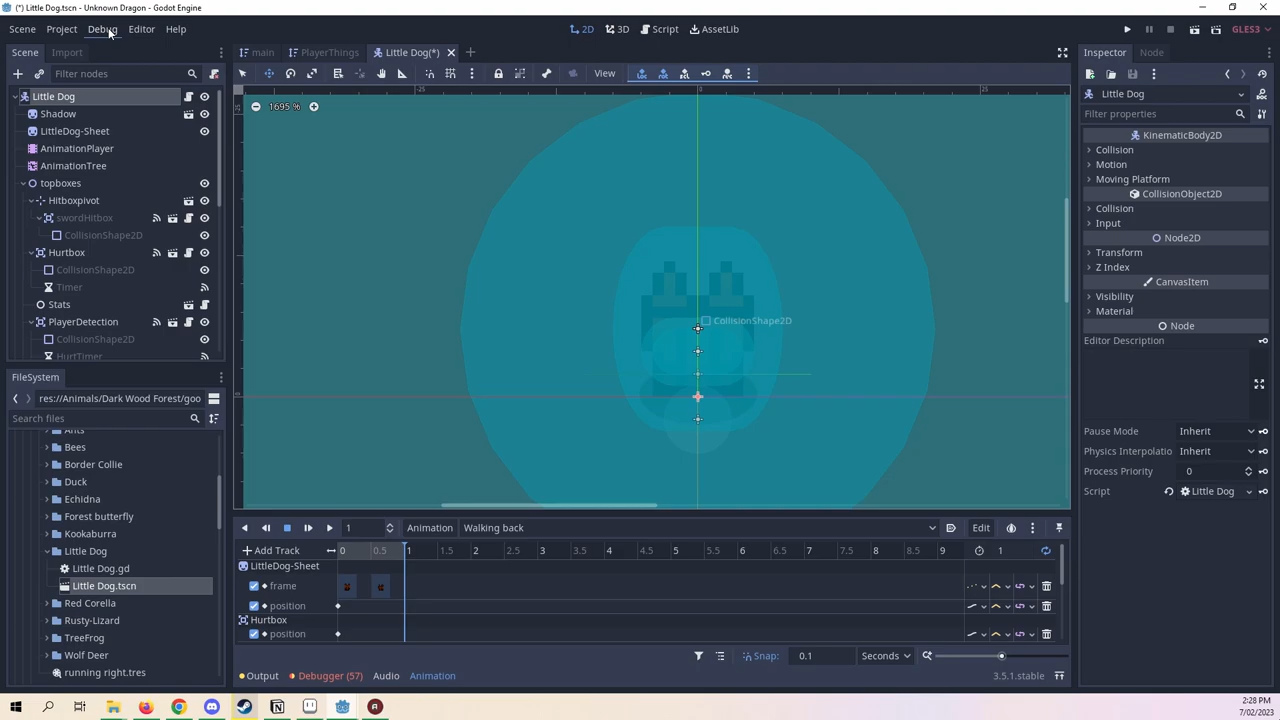 (*) Little Dog.tscn - Unknown Dragon - Godot Engine
Scene Project Debug Editor Help
2D 3D Script AssetLib
GLES3
Scene Import
Filter nodes
Little Dog
Shadow
LittleDog-Sheet
AnimationPlayer
AnimationTree
topboxes
Hitboxpivot
swordHitbox
CollisionShape2D
Hurtbox
CollisionShape2D
Timer
Stats
PlayerDetection
CollisionShape2D
HurtTimer
FileSystem
res://Animals/Dark Wood Forest/goo
Search files
Ants
Bees
Border Collie
Duck
Echidna
Forest butterfly
Kookaburra
Little Dog
Little Dog.gd
Little Dog.tscn
Red Corella
Rusty-Lizard
TreeFrog
Wolf Deer
running right.tres
main PlayerThings Little Dog(*)
View
-25 0 25
1695 %
CollisionShape2D
1 Animation Walking back Edit
Add Track 0 0.5 1 1.5 2 2.5 3 3.5 4 4.5 5 5.5 6 6.5 7 7.5 8 8.5 9 1
LittleDog-Sheet
frame
position
Hurtbox
position
Snap: 0.1 Seconds
Output Debugger (57) Audio Animation 3.5.1.stable
Inspector Node
Little Dog
Filter properties
KinematicBody2D
Collision
Motion
Moving Platform
CollisionObject2D
Collision
Input
Node2D
Transform
Z Index
CanvasItem
Visibility
Material
Node
Editor Description
Pause Mode Inherit
Physics Interpolatio Inherit
Process Priority 0
Script Little Dog
2:28 PM
7/02/2023